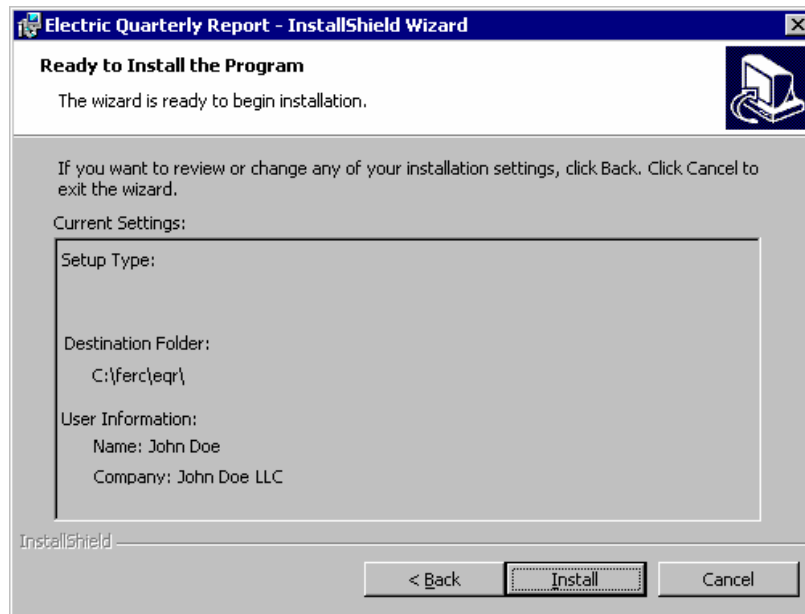 Electric Quarterly Report - InstallShield Wizard
Ready to Install the Program
The wizard is ready to begin installation.
If you want to review or change any of your installation settings, click Back. Click Cancel to
exit the wizard.
Current Settings:
Setup Type:
Destination Folder:
C:\ferc\eqr\
User Information:
Name: John Doe
Company: John Doe LLC
InstallShield
< Back
Install
Cancel